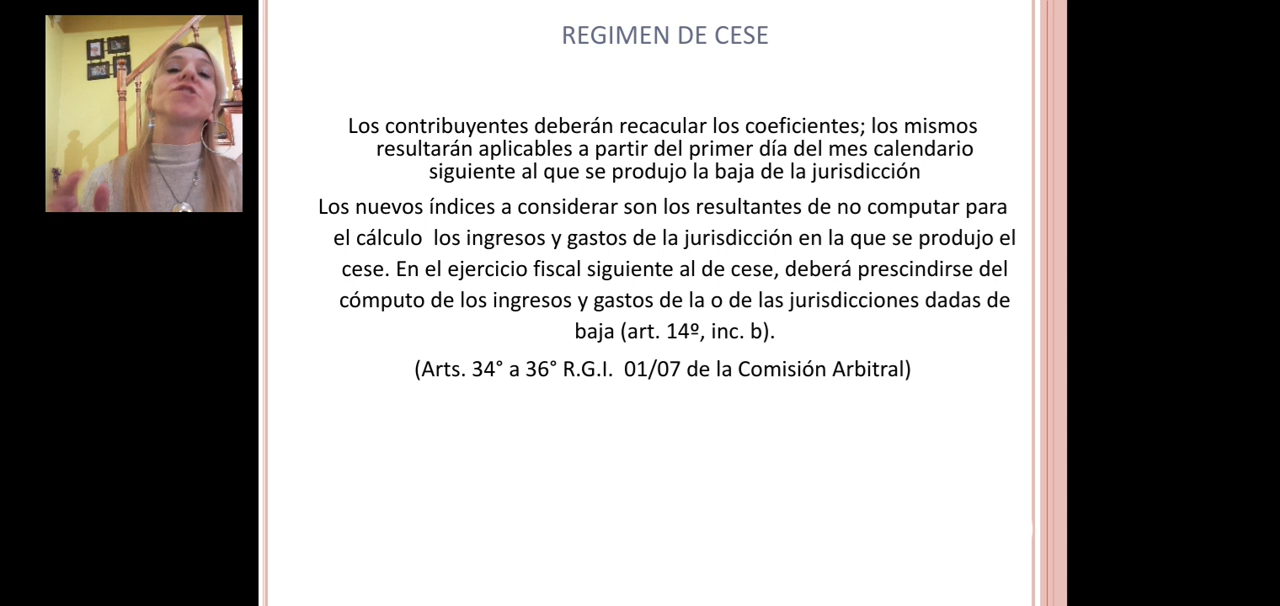 REGIMEN DE CESE
Los contribuyentes deberán recacular los coeficientes; los mismos
resultarán aplicables a partir del primer día del mes calendario
siguiente al que se produjo la baja de la jurisdicción
Los nuevos índices a considerar son los resultantes de no computar para
el cálculo los ingresos y gastos de la jurisdicción en la que se produjo el
cese. En el ejercicio fiscal siguiente al de cese, deberá prescindirse del
cómputo de los ingresos y gastos de la o de las jurisdicciones dadas de
baja (art. 14º, inc. b).
(Arts. 34° a 36° R.G.I. 01/07 de la Comisión Arbitral)